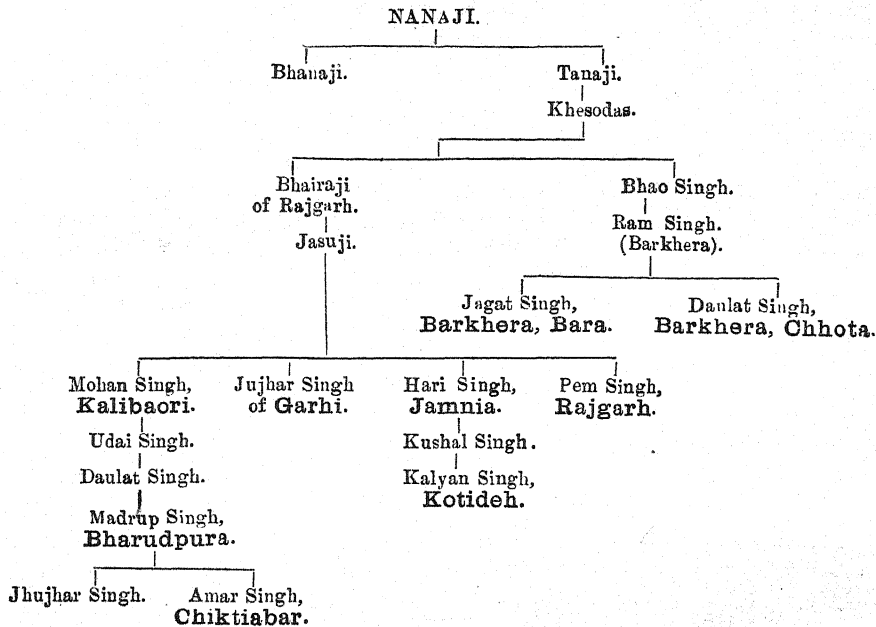 NANAJI.
Bhanaji. Tanaji.
Khesodas.
Bhairaji Bhao Singh.
of Rajgarh. Ram Singh.
Jasuji. (Barkhera).
Jagat Singh, Daulat Singh,
Barkhera, Bara. Barkhera, Chhota.
Mohan Singh, Jujhar Singh Hari Singh, Pem Singh,
Kalibaori. of Garhi. Jamnia. Rajgarh.
Udai Singh. Kushal Singh.
Daulat Singh. Kalyan Singh,
Kotideh.
Madrup Singh,
Bharudpura.
Jhujhar Singh. Amar Singh,
Chiktiabar.